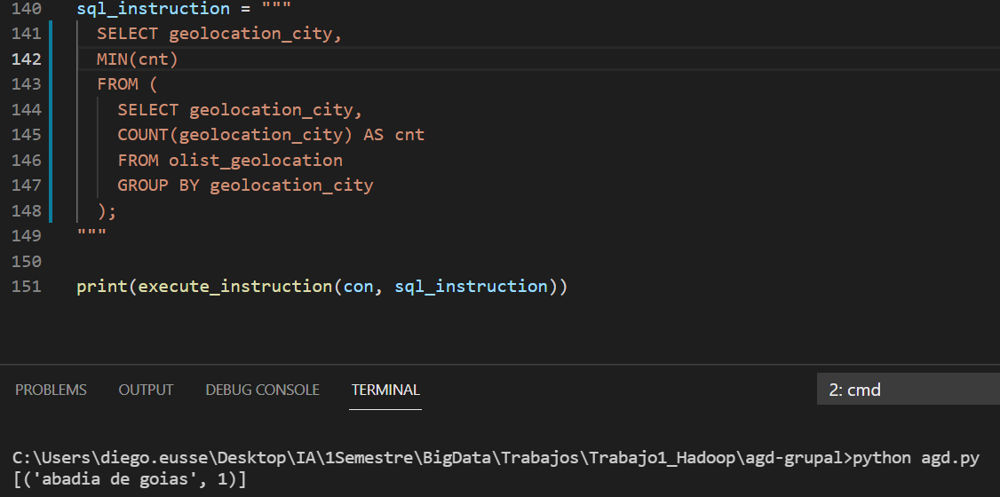 140 sql_instruction = """
141 SELECT geolocation_city,
142 MIN(cnt)
143 FROM (
144 SELECT geolocation_city,
145 COUNT(geolocation_city) AS cnt
146 FROM olist_geolocation
147 GROUP BY geolocation_city
148 );
149 """
150
151 print(execute_instruction(con, sql_instruction))
PROBLEMS OUTPUT DEBUG CONSOLE TERMINAL 2: cmd
C:\Users\diego.eusse\Desktop\IA\1Semestre\BigData\Trabajos\Trabajo1_Hadoop\agd-grupal>python agd.py
[('abadia de goias', 1)]